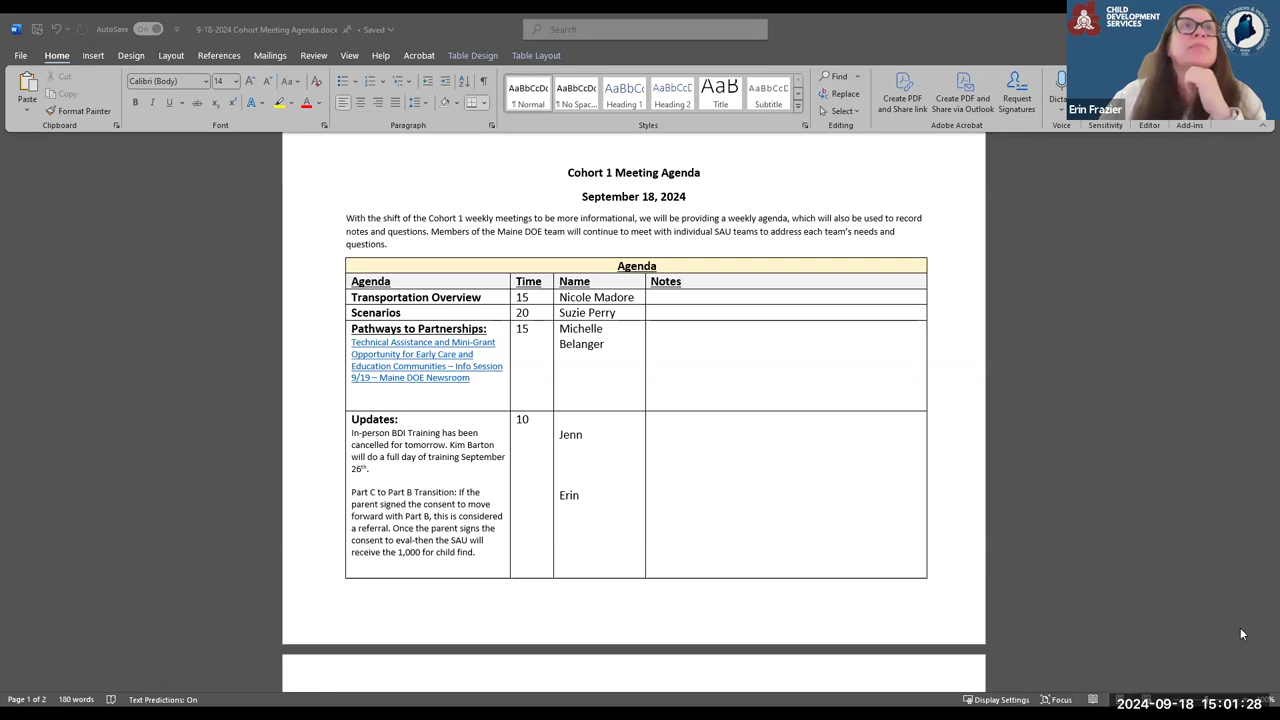 AutoSave
On
9-18-2024 Cohort Meeting Agenda.docx
Saved
Search
CHILD
DEVELOPMENT
SERVICES
File Home Insert Design Layout References Mailings Review View Help Acrobat Table Design Table Layout
Paste
Cut
Copy
Format Painter
Clipboard
Calibri (Body) 14
Font
Paragraph
AaBbCcDc AaBbCcDc AaBbCc AaBbCcD AaB AaBbCcD
¶ Normal ¶ No Spac... Heading 1 Heading 2 Title Subtitle
Styles
Find
Replace
Select
Editing
Create PDF and Share link
Create PDF and Share via Outlook
Request Signatures
Adobe Acrobat
Voice
Sensitivity
Editor
Add-ins
Erin Frazier
Cohort 1 Meeting Agenda
September 18, 2024
With the shift of the Cohort 1 weekly meetings to be more informational, we will be providing a weekly agenda, which will also be used to record
notes and questions. Members of the Maine DOE team will continue to meet with individual SAU teams to address each team's needs and
questions.
Agenda
Agenda Time Name Notes
Transportation Overview 15 Nicole Madore
Scenarios 20 Suzie Perry
Pathways to Partnerships: 15 Michelle
Belanger
Technical Assistance and Mini-Grant
Opportunity for Early Care and
Education Communities – Info Session
9/19 – Maine DOE Newsroom
Updates: 10
In-person BDI Training has been Jenn
cancelled for tomorrow. Kim Barton
will do a full day of training September
26th.
Part C to Part B Transition: If the Erin
parent signed the consent to move
forward with Part B, this is considered
a referral. Once the parent signs the
consent to eval-then the SAU will
receive the 1,000 for child find.
Page 1 of 2 180 words Text Predictions: On
Display Settings Focus
2024-09-18 15:01:28